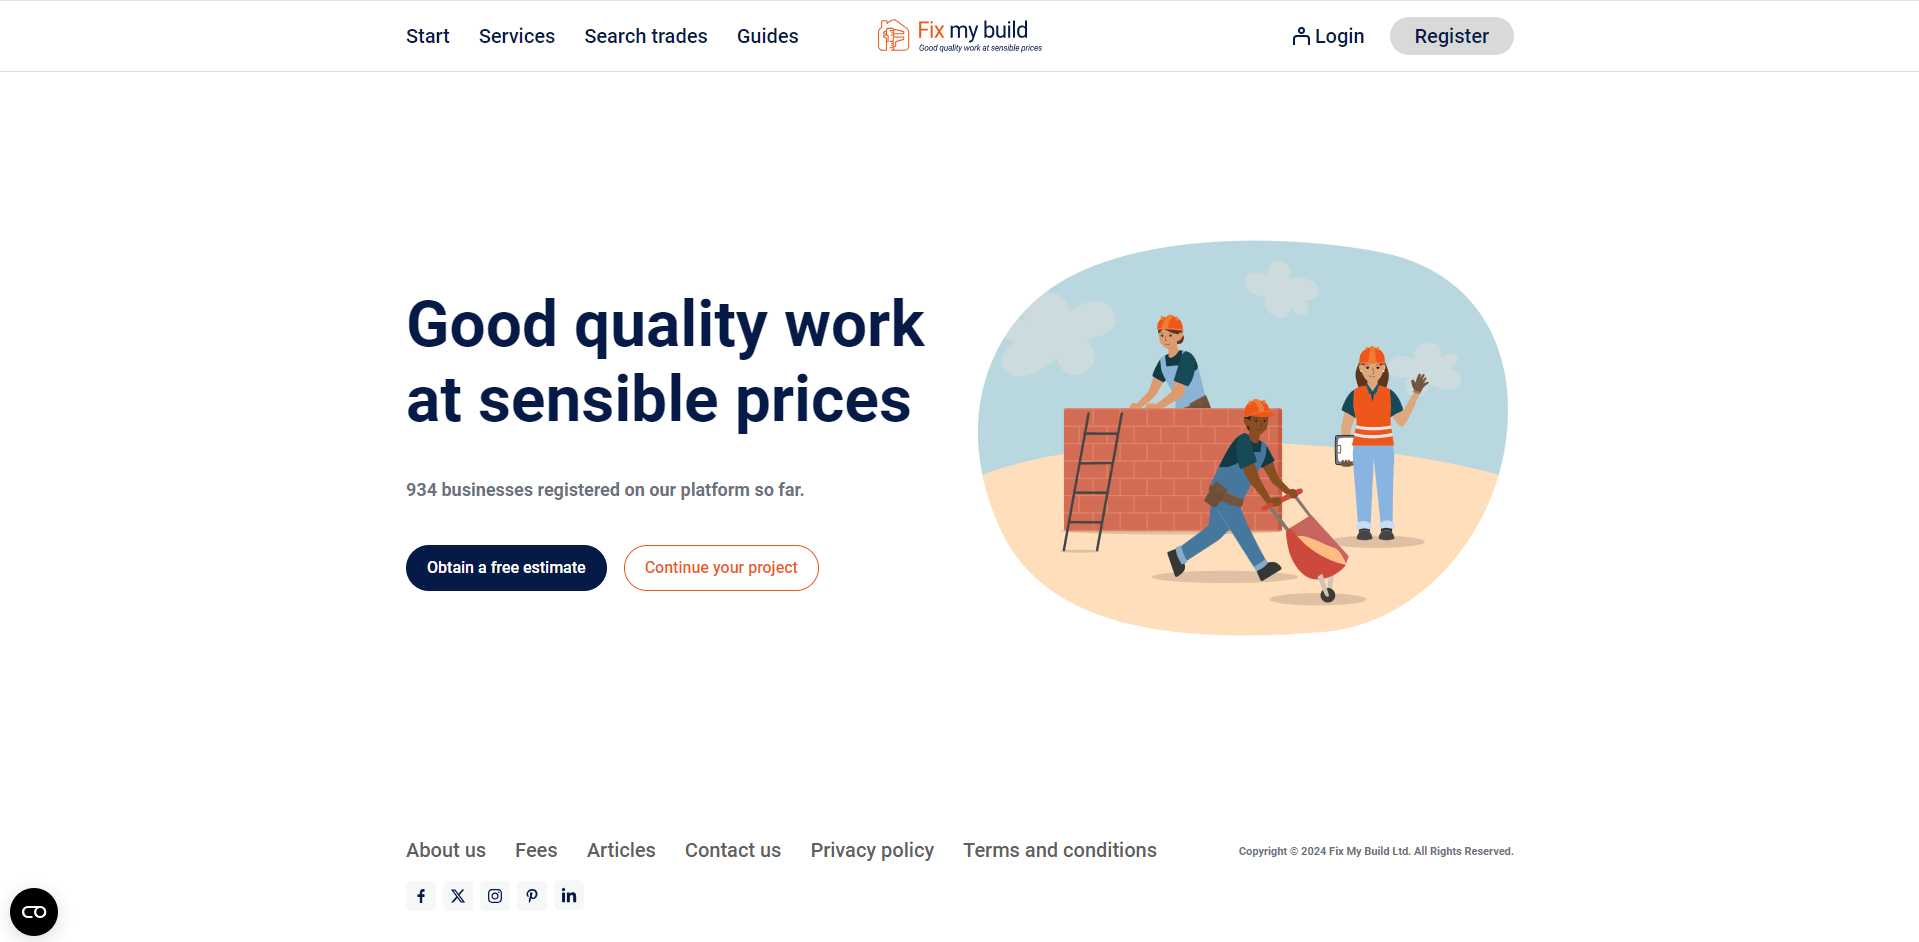 Start Services Search trades Guides
Fix my build
Good quality work at sensible prices
Login Register
Good quality work
at sensible prices
934 businesses registered on our platform so far.
Obtain a free estimate Continue your project
About us Fees Articles Contact us Privacy policy Terms and conditions
Copyright © 2024 Fix My Build Ltd. All Rights Reserved.